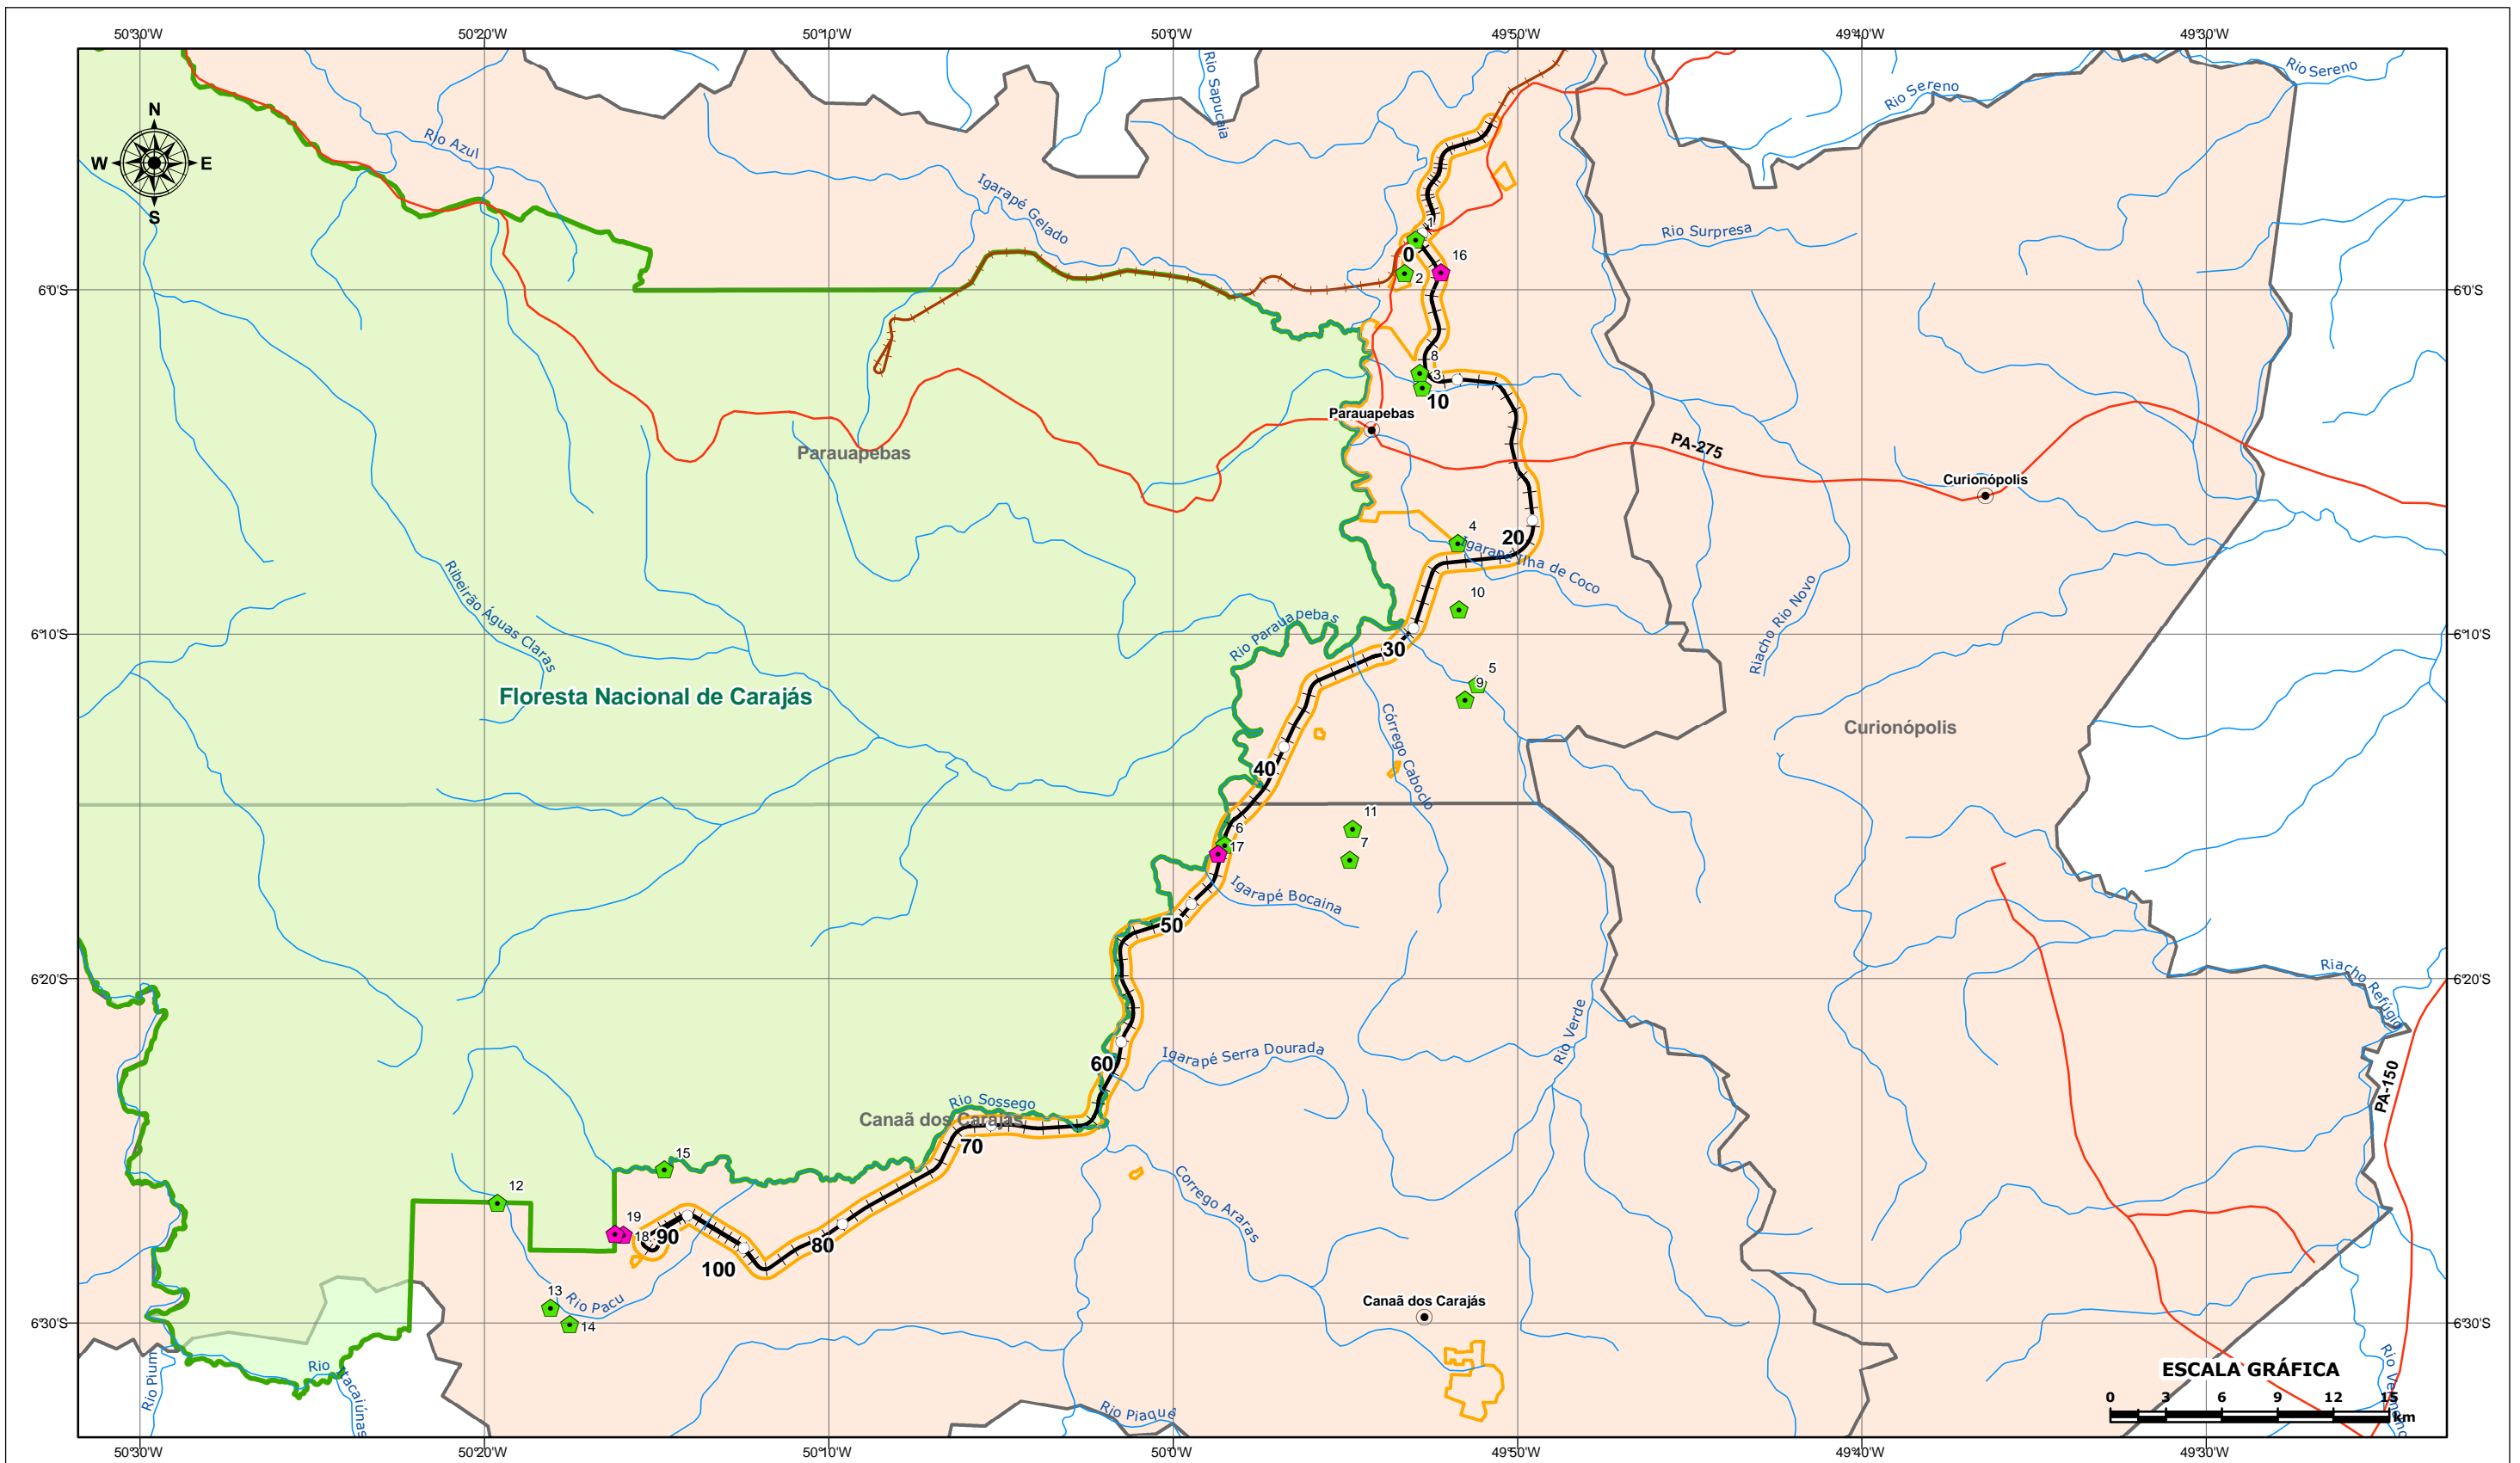 50°30'W
50°20'W
50°10'W
50°0'W
49°50'W
49°40'W
49°30'W
Rio Sapucaia
Rio Sereno
Rio Sereno
N
W
E
S
Rio Azul
Igarapé Gelado
Rio Surpresa
1
0
16
2
6°0'S
6°0'S
8
3
10
Parauapebas
Parauapebas
PA-275
Curionópolis
4
20
Igarapé Ilha de Coco
10
Ribeirão Águas Claras
Riacho Rio Novo
Rio Parauapebas
6°10'S
6°10'S
30
5
9
Floresta Nacional de Carajás
Córrego Caboclo
Curionópolis
40
11
6
7
17
Igarapé Bocaina
50
6°20'S
6°20'S
Riacho Refúgio
Rio Verde
Igarapé Serra Dourada
60
PA-150
Rio Sossego
Canaã dos Carajás
70
15
12
Corrego Araras
19
18
90
80
100
13
Rio Pacu
14
Canaã dos Carajás
6°30'S
6°30'S
Rio Pium
Rio Itacaiúnas
Rio Vermelho
ESCALA GRÁFICA
0 3 6 9 12 15
km
Rio Piaqué
50°30'W
50°20'W
50°10'W
50°0'W
49°50'W
49°40'W
49°30'W